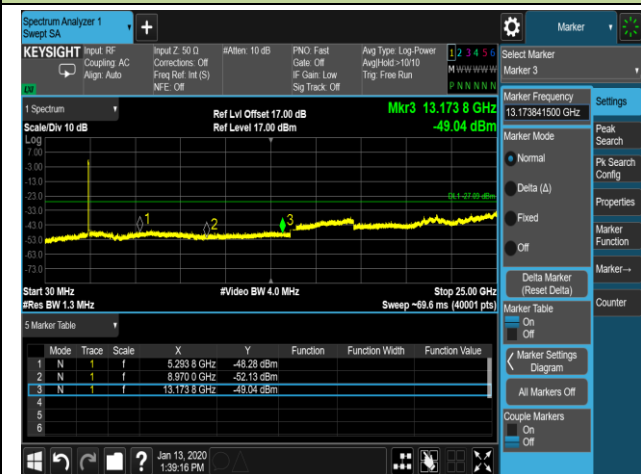 Spectrum Analyzer 1
Swept SA
+
Marker
KEYSIGHT Input: RF
Coupling: AC
Align: Auto
Input Z: 50 Ω
Corrections: Off
Freq Ref: Int (S)
NFE: Off
#Atten: 10 dB
PNO: Fast
Gate: Off
IF Gain: Low
Sig Track: Off
Avg Type: Log-Power
Avg|Hold:>10/10
Trig: Free Run
1 2 3 4 5 6
M W W W W W
P N N N N N
LXI
Select Marker
Marker 3
1 Spectrum
Scale/Div 10 dB
Log
Ref Lvl Offset 17.00 dB
Ref Level 17.00 dBm
Mkr3 13.173 8 GHz
-49.04 dBm
7.00
-3.00
-13.0
-23.0
-33.0
-43.0
-53.0
-63.0
-73.0
1
2
3
Start 30 MHz
#Res BW 1.3 MHz
#Video BW 4.0 MHz
Stop 25.00 GHz
Sweep ~69.6 ms (40001 pts)
5 Marker Table
Mode Trace Scale X Y Function Function Width Function Value
1 N 1 f 5.293 8 GHz -48.28 dBm
2 N 1 f 8.970 0 GHz -52.13 dBm
3 N 1 f 13.173 8 GHz -49.04 dBm
4
5
6
Marker Frequency
13.173841500 GHz
Marker Mode
Normal
Delta (Δ)
Fixed
Off
Delta Marker
(Reset Delta)
Marker Table
On
Off
Marker Settings
Diagram
All Markers Off
Couple Markers
On
Off
Settings
Peak
Search
Pk Search
Config
Properties
Marker
Function
Marker→
Counter
?
Jan 13, 2020
1:39:16 PM